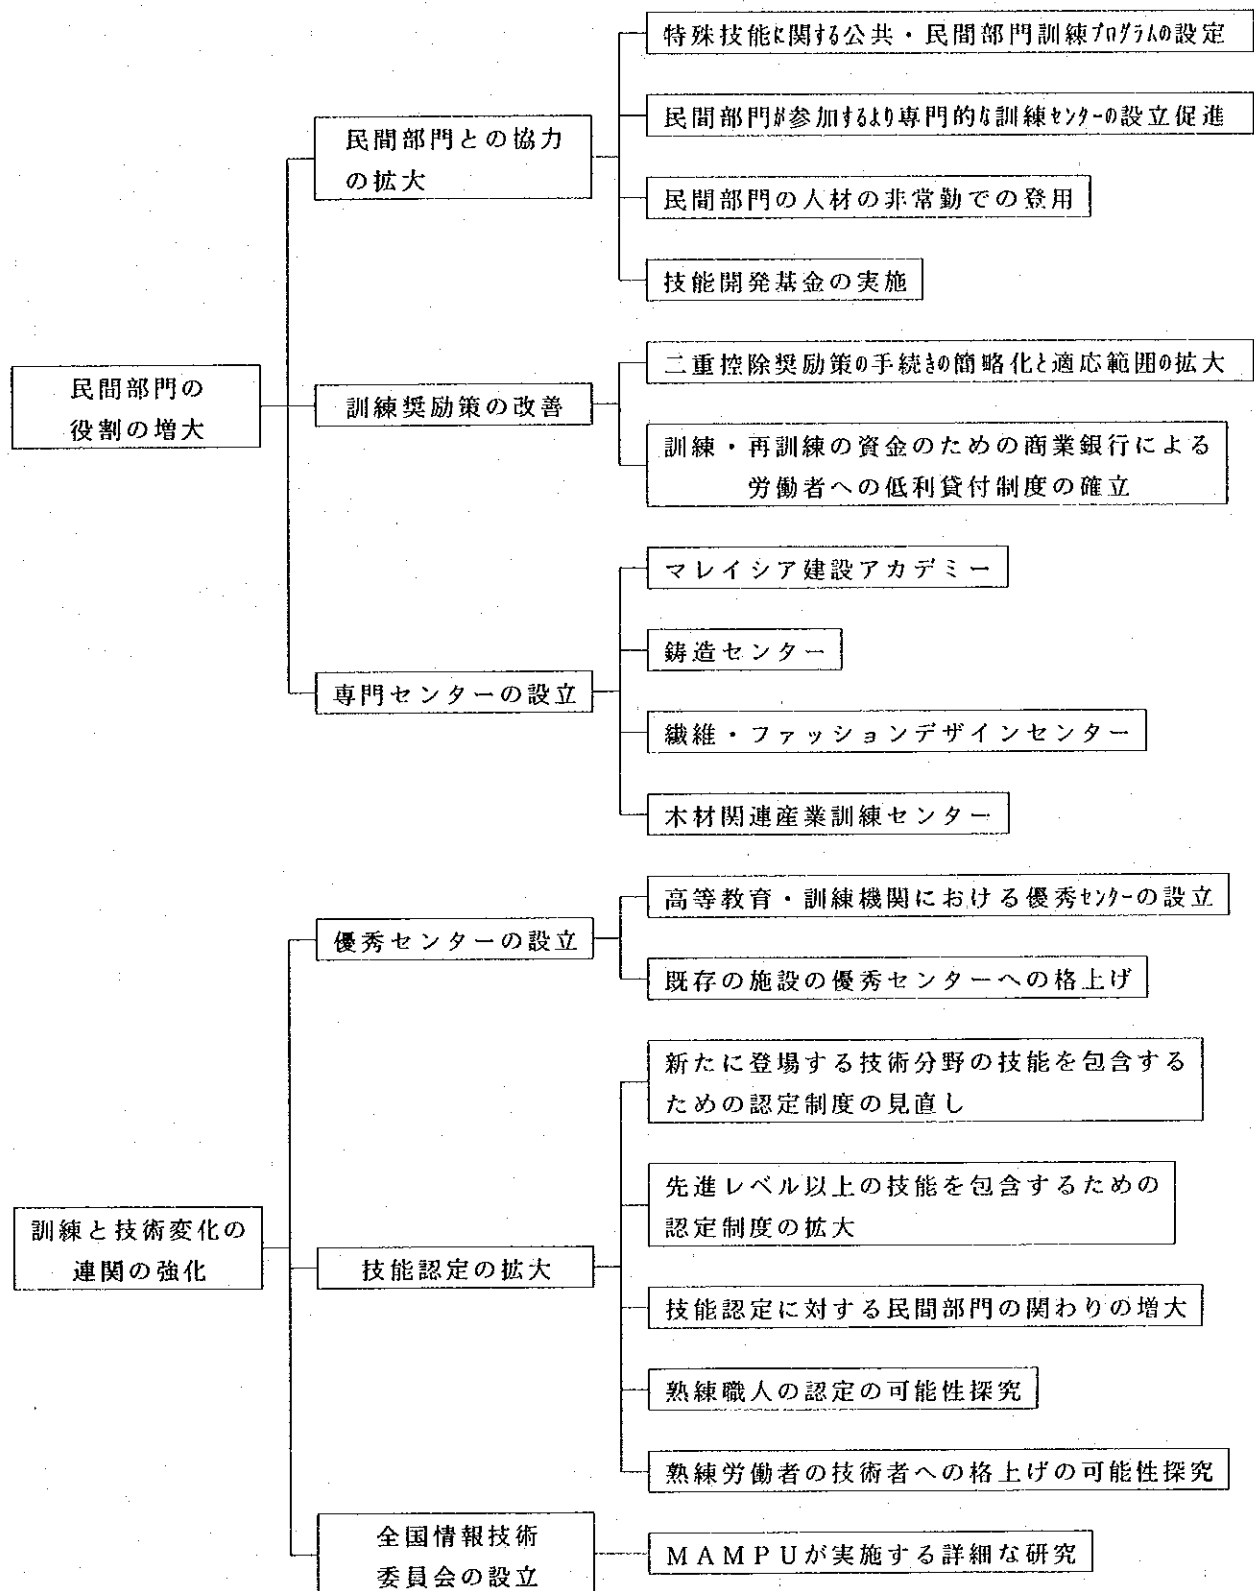 民間部門の
役割の増大
民間部門との協力
の拡大
特殊技能に関する公共・民間部門訓練プログラムの設定
民間部門が参加するより専門的な訓練センターの設立促進
民間部門の人材の非常勤での登用
技能開発基金の実施
訓練奨励策の改善
二重控除奨励策の手続きの簡略化と適応範囲の拡大
訓練・再訓練の資金のための商業銀行による
労働者への低利貸付制度の確立
専門センターの設立
マレイシア建設アカデミー
鋳造センター
繊維・ファッションデザインセンター
木材関連産業訓練センター
訓練と技術変化の
連関の強化
優秀センターの設立
高等教育・訓練機関における優秀センターの設立
既存の施設の優秀センターへの格上げ
技能認定の拡大
新たに登場する技術分野の技能を包含する
ための認定制度の見直し
先進レベル以上の技能を包含するための
認定制度の拡大
技能認定に対する民間部門の関わりの増大
熟練職人の認定の可能性探究
熟練労働者の技術者への格上げの可能性探究
全国情報技術
委員会の設立
MAMPUが実施する詳細な研究